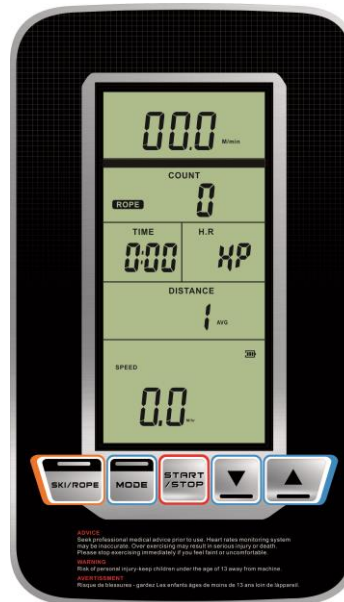 00.0 M/min
COUNT
ROPE 0
TIME H.R
0:00 HP
DISTANCE
1 AVG
SPEED
0.0
SKI/ROPE MODE START/STOP ▼ ▲
ADVICE
Seek professional medical advice prior to use. Heart rates monitoring system
may be inaccurate. Over exercising may result in serious injury or death.
Please stop exercising immediately if you feel faint or uncomfortable.
WARNING
Risk of personal injury-keep children under the age of 13 away from machine.
AVERTISSMENT
Risque de blessures - gardez Les enfants âges de moins de 13 ans loin de làppareil.